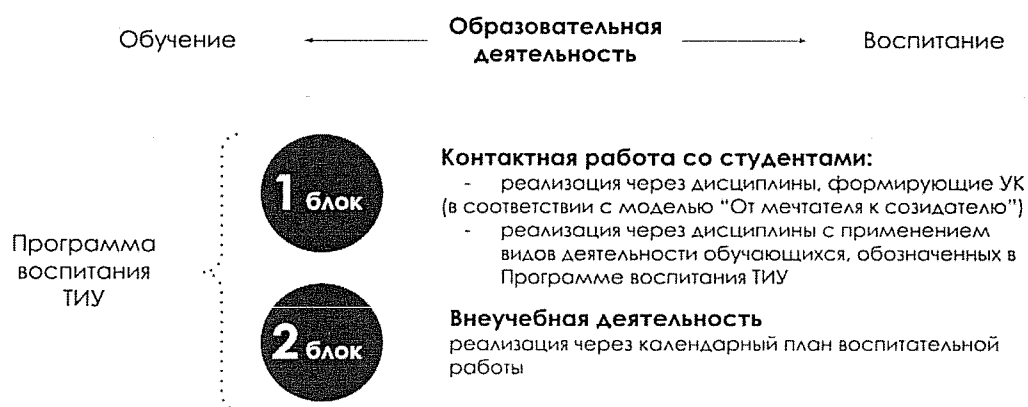 Обучение
Образовательная
деятельность
Воспитание
Программа
воспитания
ТИУ
1 блок
Контактная работа со студентами:
- реализация через дисциплины, формирующие УК
(в соответствии с моделью “От мечтателя к созидателю”)
- реализация через дисциплины с применением
видов деятельности обучающихся, обозначенных в
Программе воспитания ТИУ
2 блок
Внеучебная деятельность
реализация через календарный план воспитательной
работы